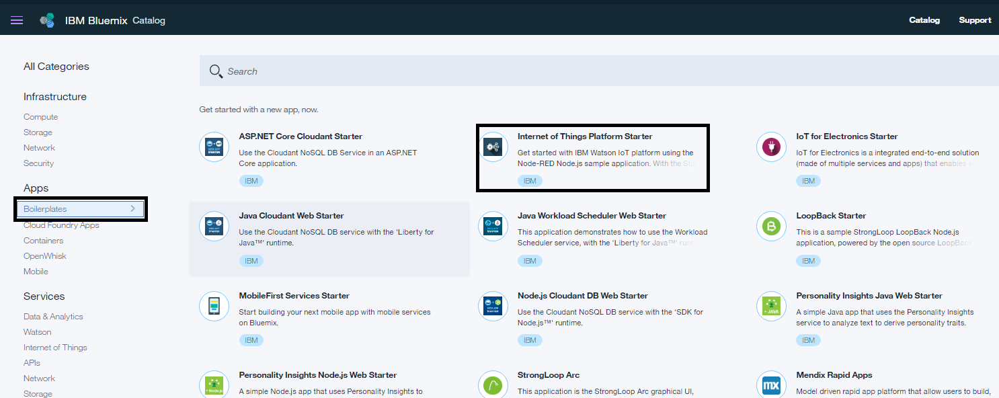 IBM Bluemix Catalog
Catalog
Support
All Categories
Infrastructure
Compute
Storage
Network
Security
Apps
Boilerplates
Cloud Foundry Apps
Containers
OpenWhisk
Mobile
Services
Data & Analytics
Watson
Internet of Things
APIs
Network
Storage
Search
Get started with a new app, now.
ASP.NET Core Cloudant Starter
Use the Cloudant NoSQL DB Service in an ASP.NET
Core application.
IBM
Internet of Things Platform Starter
Get started with IBM Watson IoT platform using the
Node-RED Node.js sample application. With the Sta
IBM
IoT for Electronics Starter
IoT for Electronics is a integrated end-to-end solution
(made of multiple services and apps) that enables
IBM
Java Cloudant Web Starter
Use the Cloudant NoSQL DB service with the 'Liberty for
Java™' runtime.
IBM
Java Workload Scheduler Web Starter
This application demonstrates how to use the Workload
Scheduler service, with the 'Liberty for Java™' runt
IBM
LoopBack Starter
This is a sample StrongLoop LoopBack Node.js
application, powered by the open source LoopBack
IBM
MobileFirst Services Starter
Start building your next mobile app with mobile services
on Bluemix.
IBM
Node.js Cloudant DB Web Starter
Use the Cloudant NoSQL DB service with the 'SDK for
Node.js™' runtime.
IBM
+ JAVA
Personality Insights Java Web Starter
A simple Java app that uses the Personality Insights
service to analyze text to derive personality traits.
IBM
+ Node.js
Personality Insights Node.js Web Starter
A simple Node.js app that uses Personality Insights to
StrongLoop Arc
This application is the StrongLoop Arc graphical UI,
mx
Mendix Rapid Apps
Model driven rapid app platform that allow users to build,